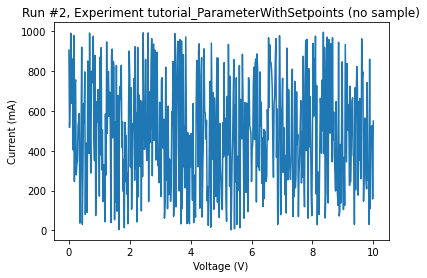 Run #2, Experiment tutorial_ParameterWithSetpoints (no sample)
1000
800
600
400
200
0
Current (mA)
0 2 4 6 8 10
Voltage (V)